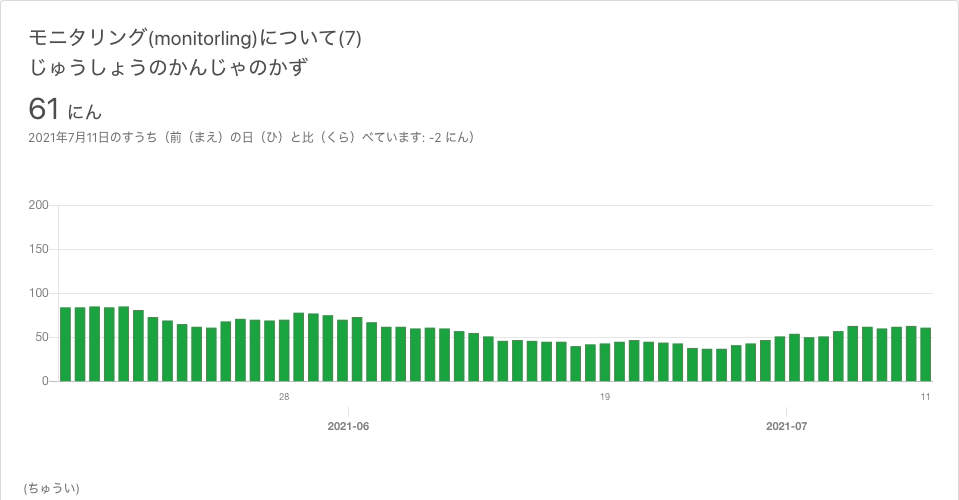 モニタリング(monitorling)について(7)
じゅうしょうのかんじゃのかず
61 にん
2021年7月11日のすうち（前（まえ）の日（ひ）と比（くら）べています: -2 にん）
200
150
100
50
0
28 19 11
2021-06 2021-07
(ちゅうい)